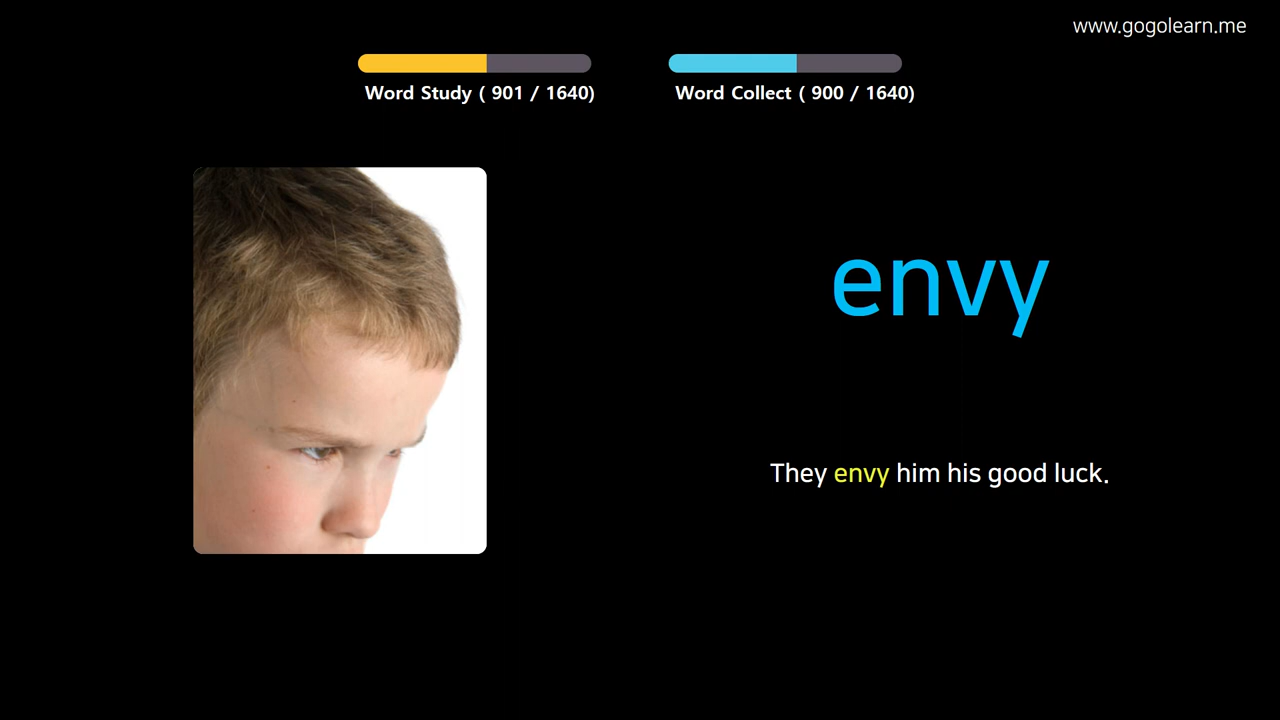 www.gogolearn.me
Word Study ( 901 / 1640)
Word Collect ( 900 / 1640)
envy
They envy him his good luck.